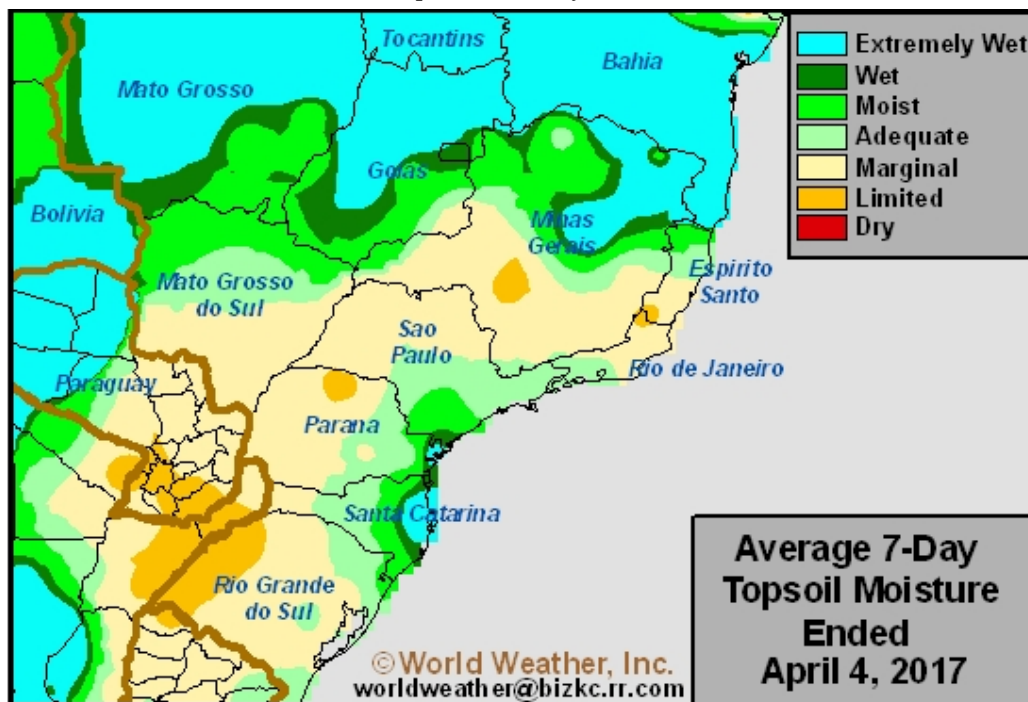 Tocantins
Bahia
Mato Grosso
Goias
Bolivia
Minas
Gerais
Mato Grosso
do Sul
Espirito
Santo
Sao
Paulo
Rio de Janeiro
Paraguay
Parana
Santa Catarina
Rio Grande
do Sul
Extremely Wet
Wet
Moist
Adequate
Marginal
Limited
Dry
Average 7-Day
Topsoil Moisture
Ended
April 4, 2017
©World Weather, Inc.
worldweather@bizkc.rr.com